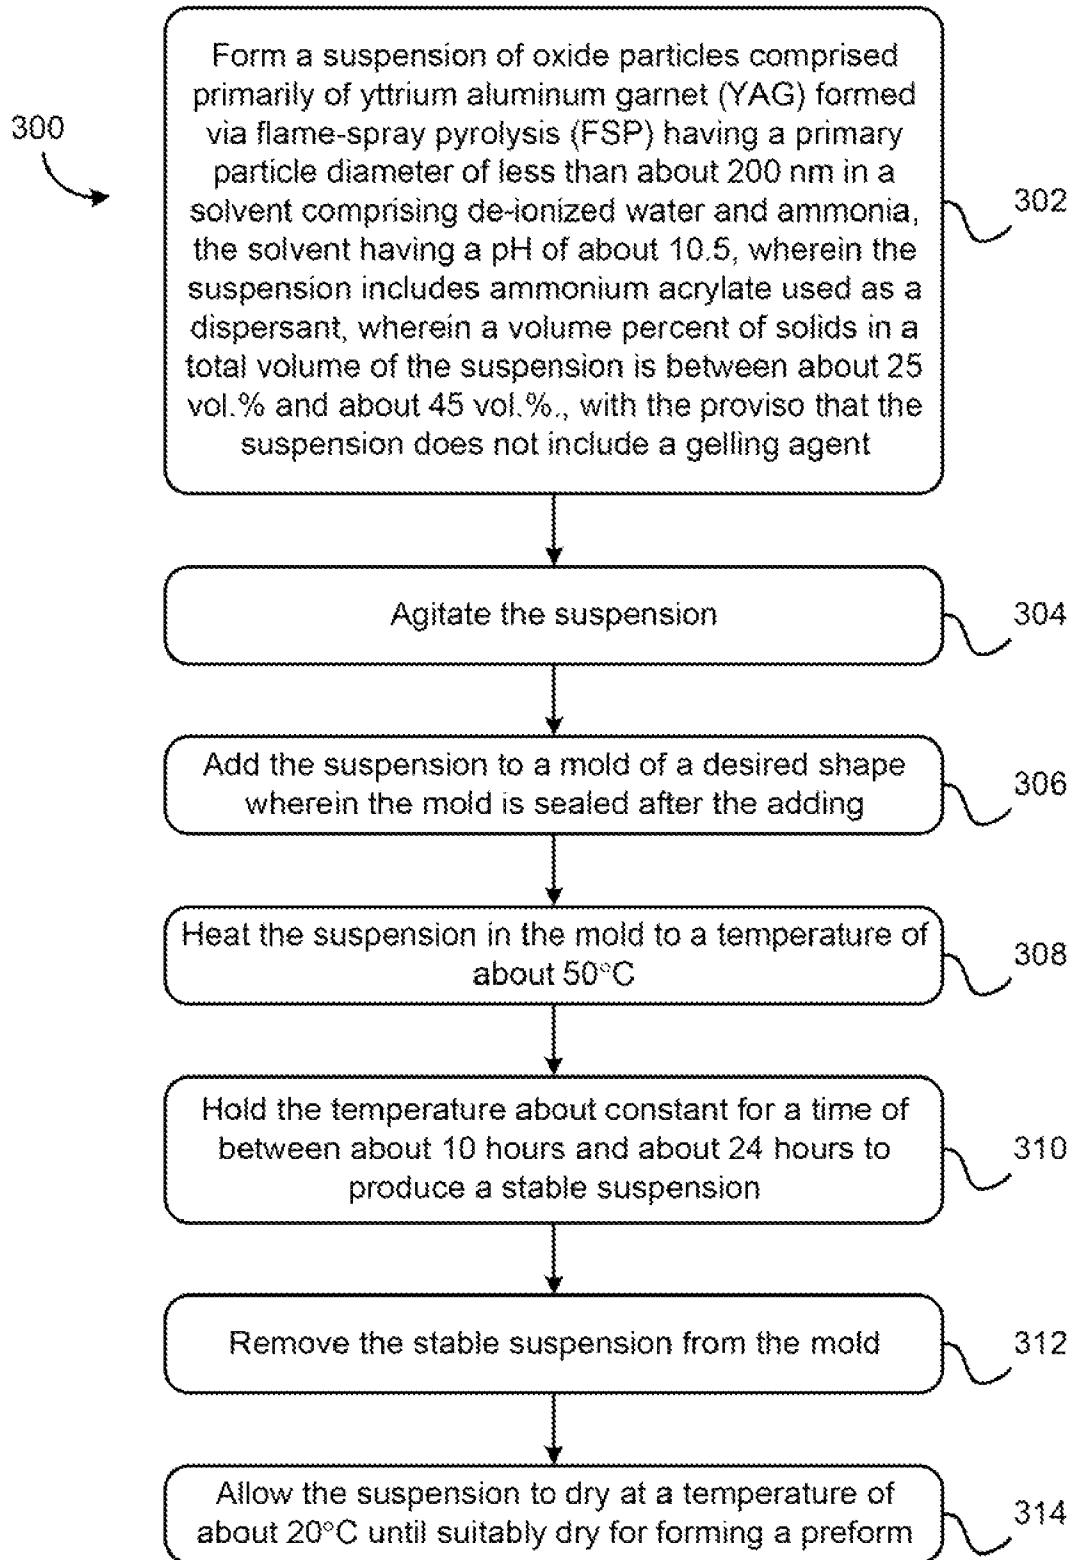 300
Form a suspension of oxide particles comprised
primarily of yttrium aluminum garnet (YAG) formed
via flame-spray pyrolysis (FSP) having a primary
particle diameter of less than about 200 nm in a
solvent comprising de-ionized water and ammonia,
the solvent having a pH of about 10.5, wherein the
suspension includes ammonium acrylate used as a
dispersant, wherein a volume percent of solids in a
total volume of the suspension is between about 25
vol.% and about 45 vol.%., with the proviso that the
suspension does not include a gelling agent
302
Agitate the suspension
304
Add the suspension to a mold of a desired shape
wherein the mold is sealed after the adding
306
Heat the suspension in the mold to a temperature of
about 50°C
308
Hold the temperature about constant for a time of
between about 10 hours and about 24 hours to
produce a stable suspension
310
Remove the stable suspension from the mold
312
Allow the suspension to dry at a temperature of
about 20°C until suitably dry for forming a preform
314